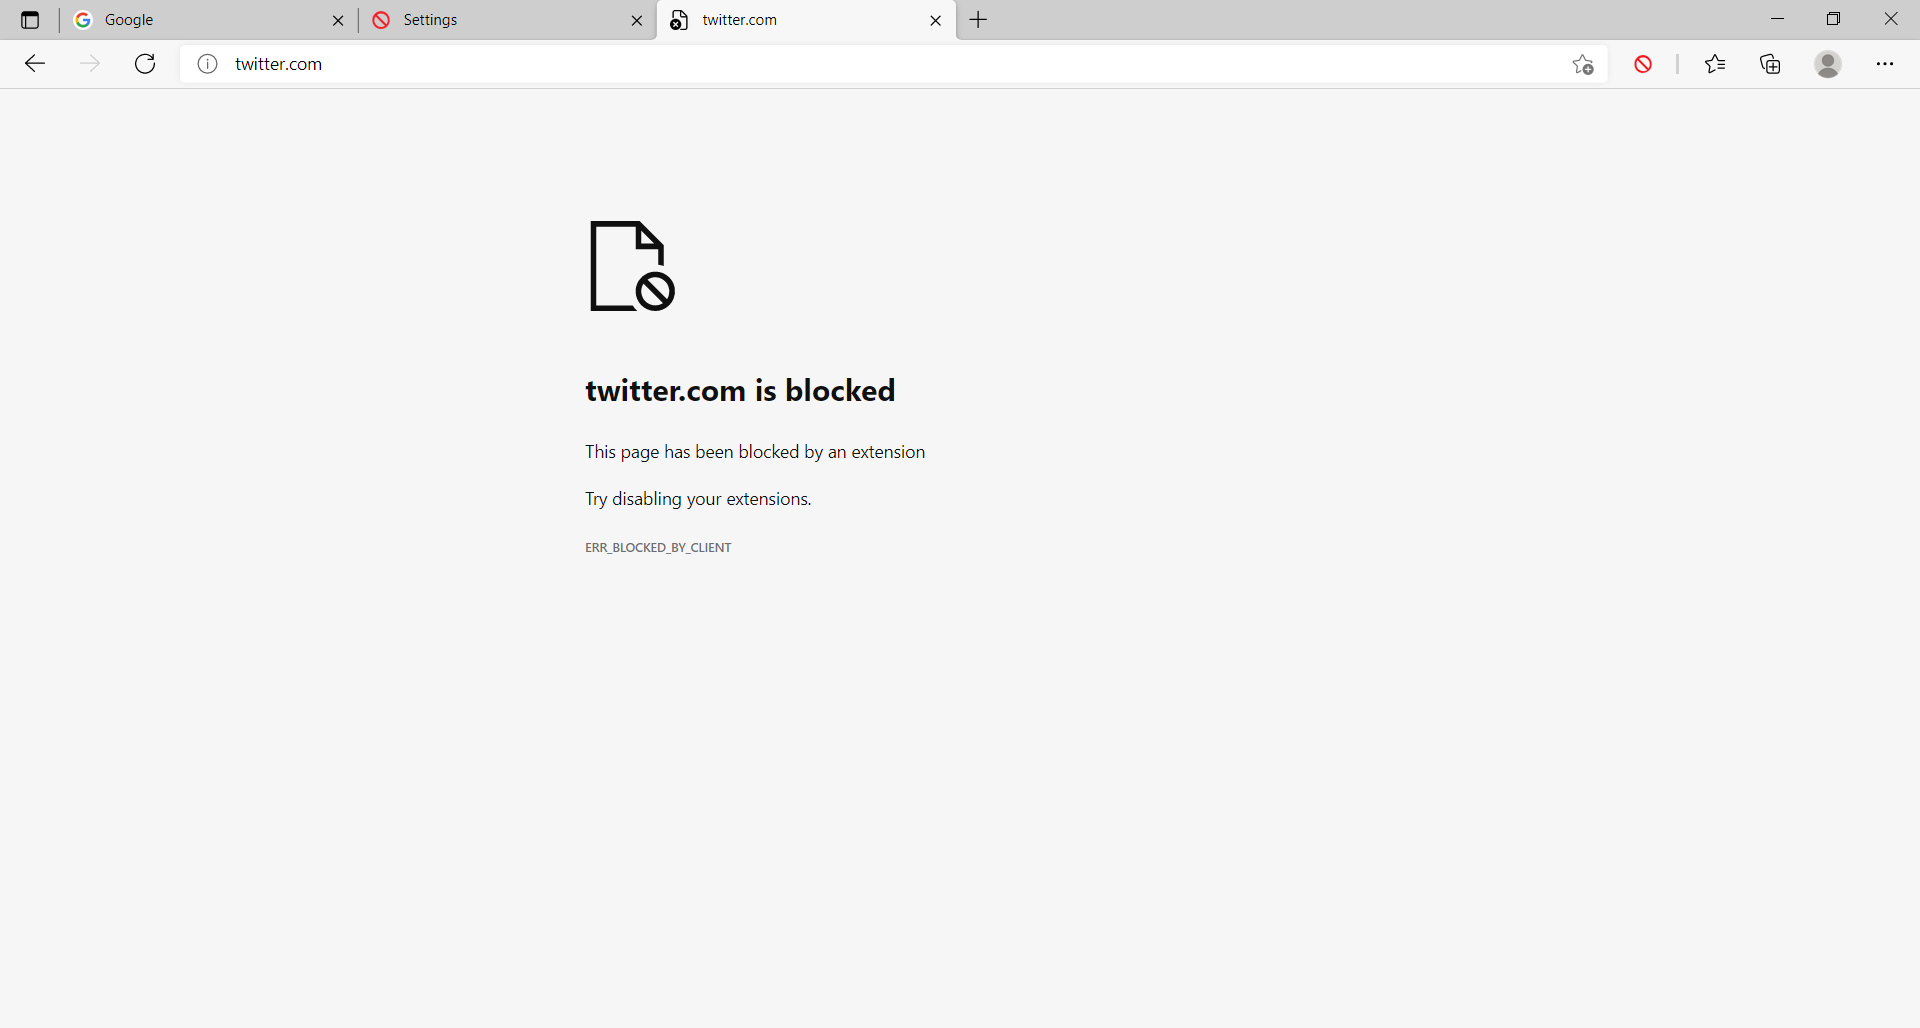 Google
Settings
twitter.com
twitter.com
twitter.com is blocked
This page has been blocked by an extension
Try disabling your extensions.
ERR_BLOCKED_BY_CLIENT